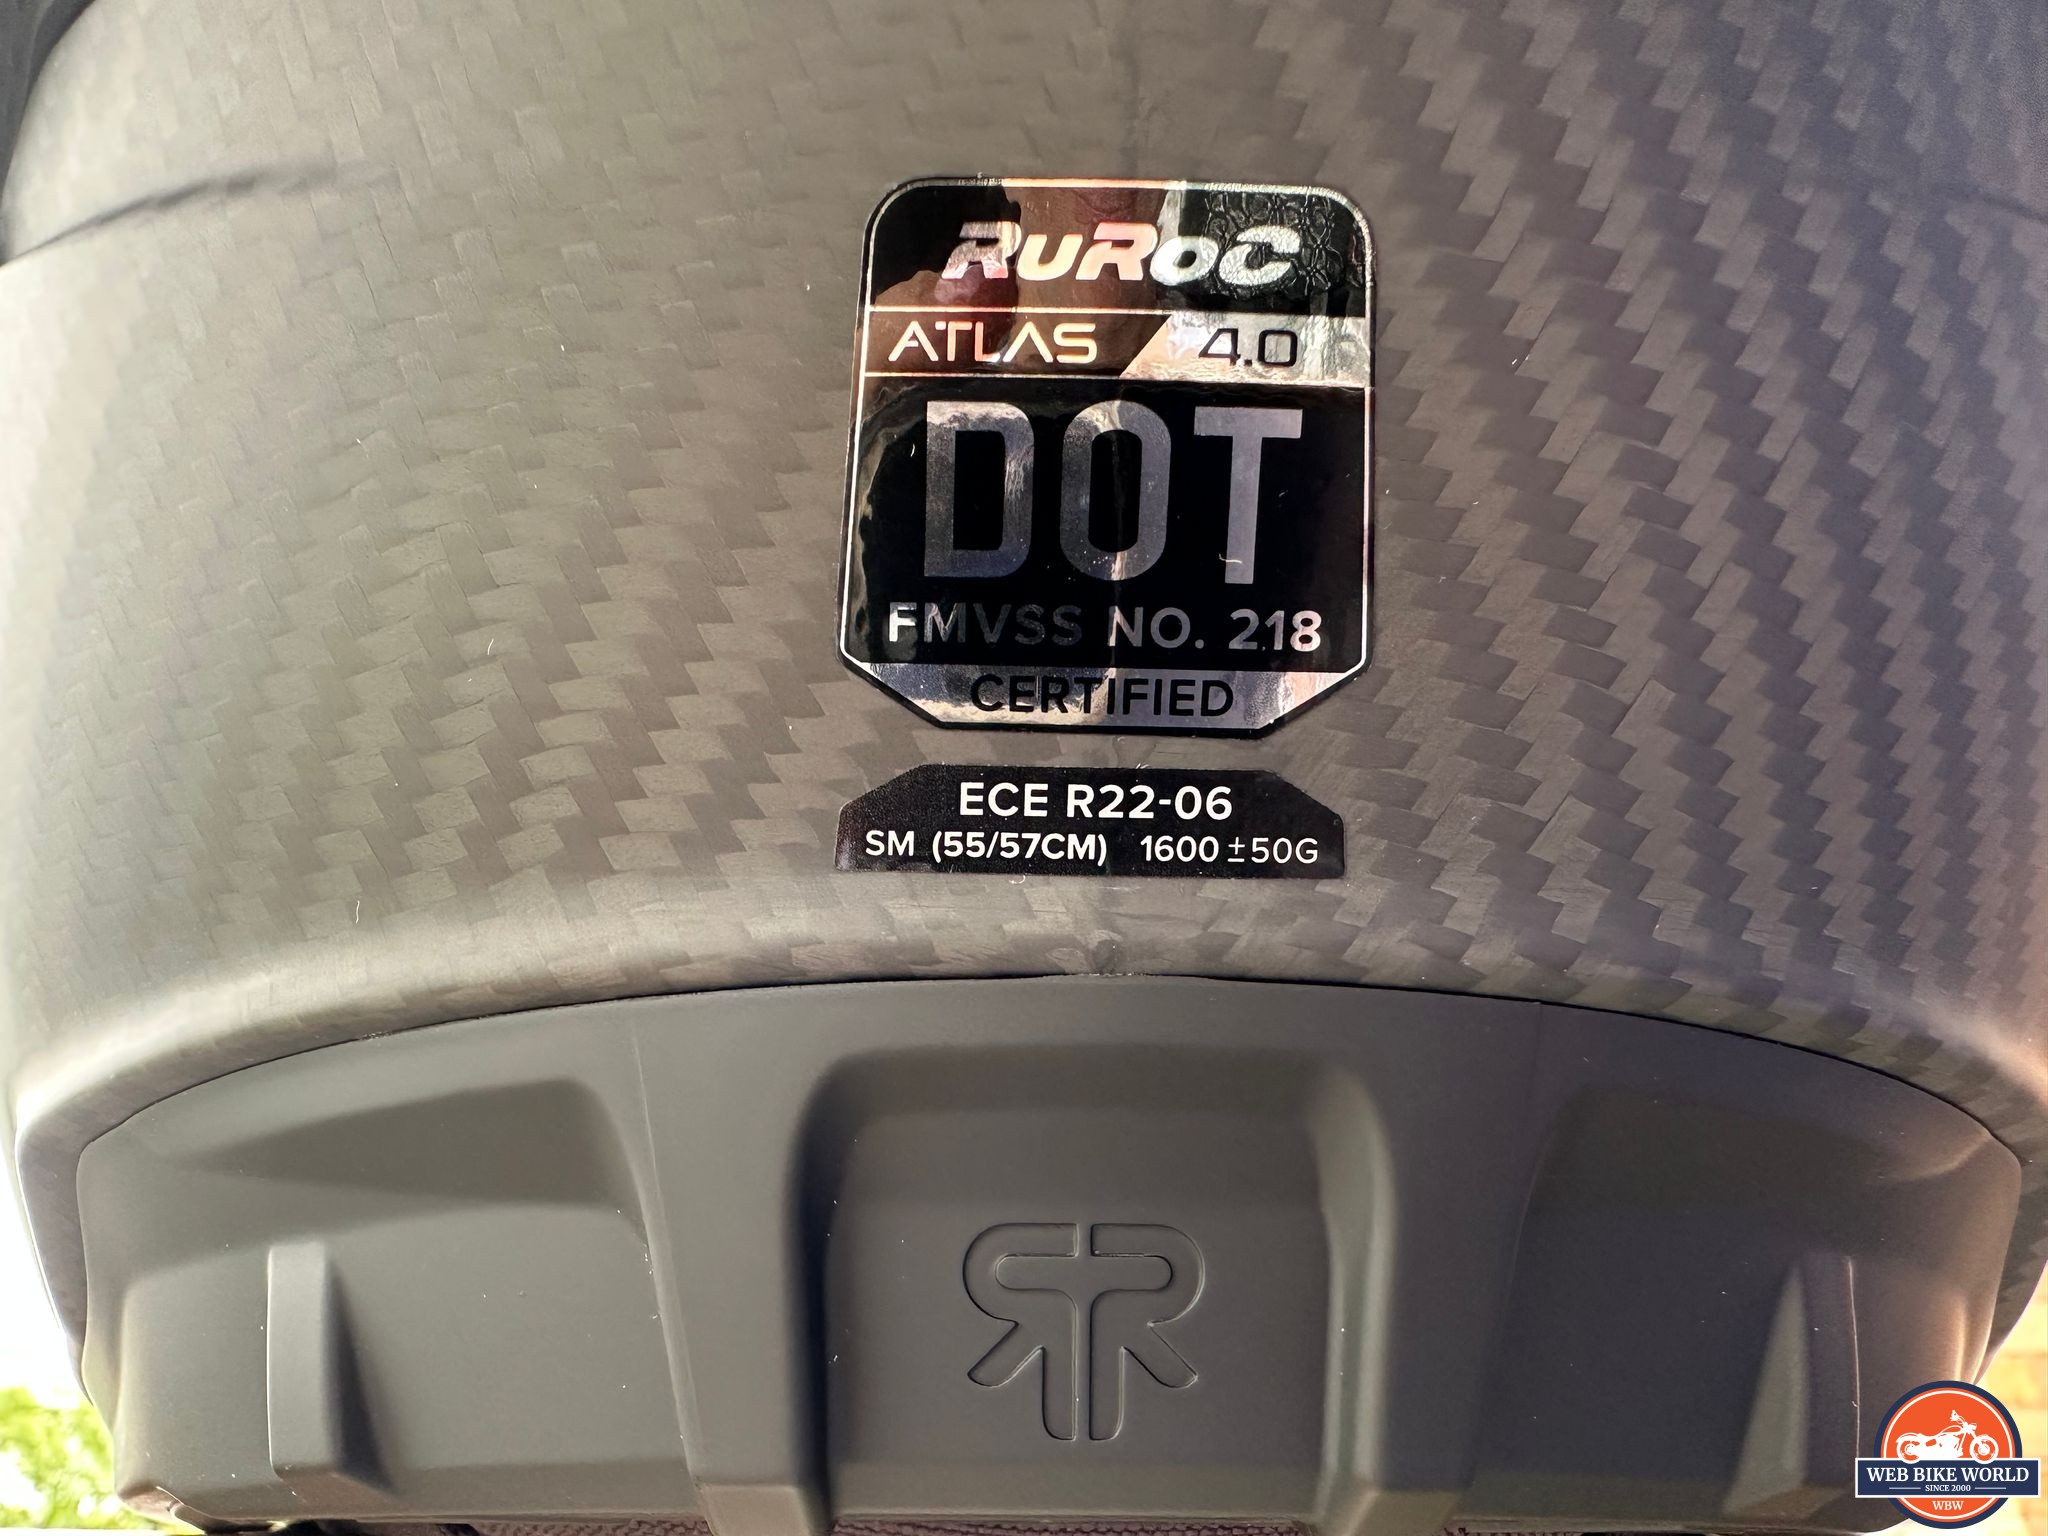 RUROC
ATLAS 4.0
DOT
FMVSS NO. 218
CERTIFIED
ECE R22-06
SM (55/57CM) 1600±50G
WEB BIKE WORLD
SINCE 2000
WBW